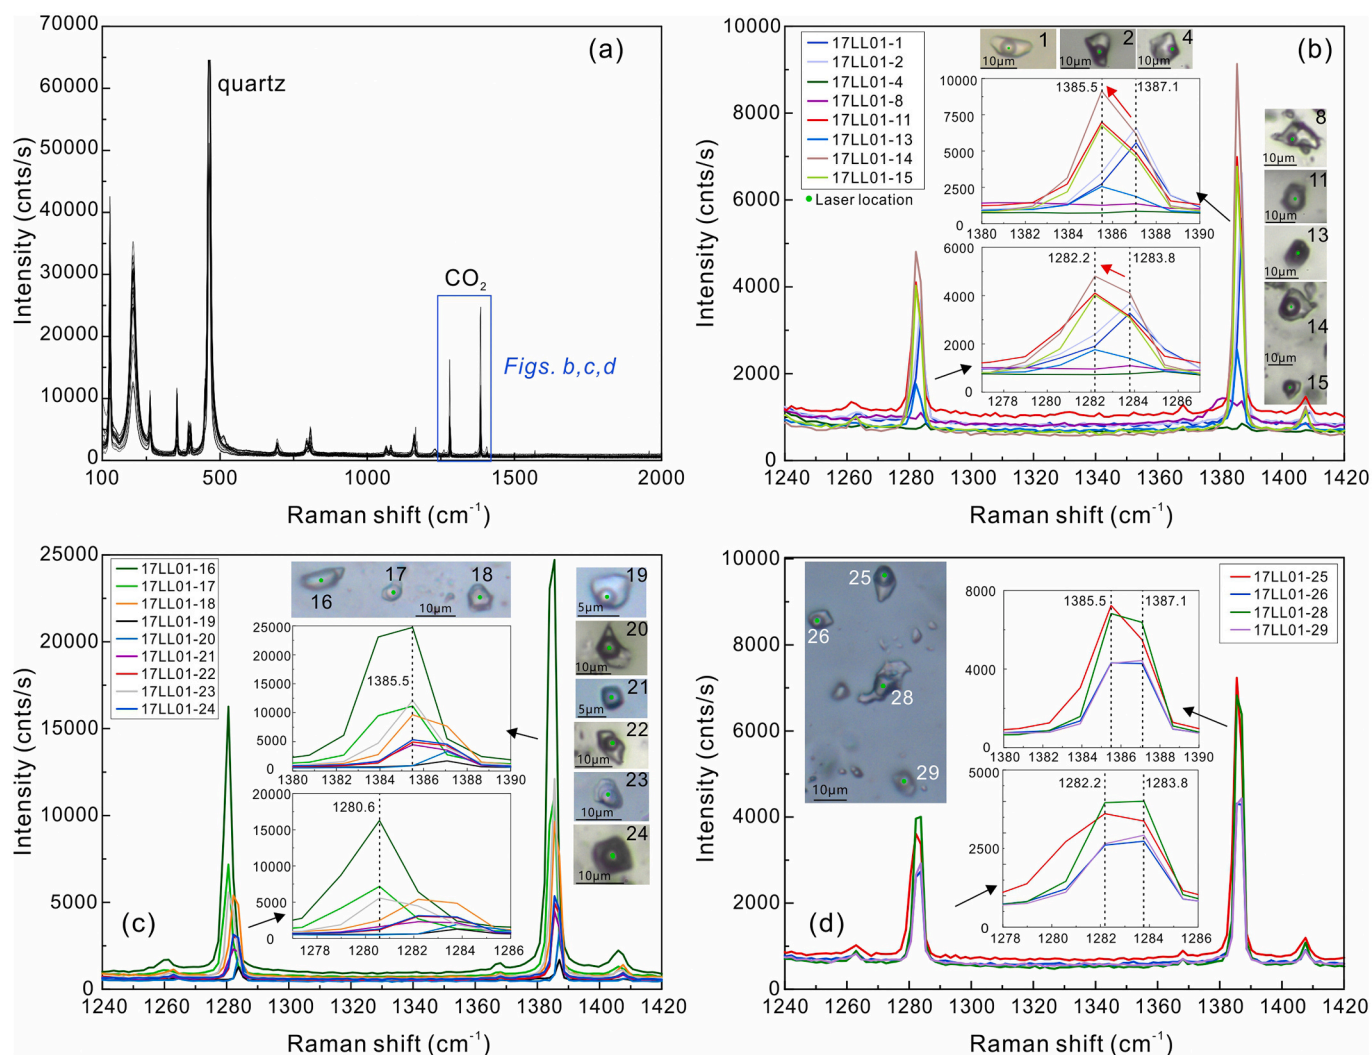 (a)
Intensity (cnts/s)
70000
60000
50000
40000
30000
20000
10000
0
quartz
CO2
Figs. b,c,d
100
500
1000
1500
2000
Raman shift (cm-1)
(b)
Intensity (cnts/s)
10000
8000
6000
4000
2000
0
17LL01-1
17LL01-2
17LL01-4
17LL01-8
17LL01-11
17LL01-13
17LL01-14
17LL01-15
Laser location
1
10μm
2
10μm
4
10μm
8
10μm
11
10μm
13
10μm
14
10μm
15
1385.5
1387.1
10000
7500
5000
2500
0
1380 1382 1384 1386 1388 1390
1282.2
1283.8
6000
4000
2000
0
1278 1280 1282 1284 1286
1240 1260 1280 1300 1320 1340 1360 1380 1400 1420
Raman shift (cm-1)
(c)
Intensity (cnts/s)
25000
20000
15000
10000
5000
0
17LL01-16
17LL01-17
17LL01-18
17LL01-19
17LL01-20
17LL01-21
17LL01-22
17LL01-23
17LL01-24
16
17
18
10μm
19
5μm
20
10μm
21
5μm
22
10μm
23
10μm
24
10μm
1385.5
25000
20000
15000
10000
5000
0
1380 1382 1384 1386 1388 1390
1280.6
20000
15000
10000
5000
0
1278 1280 1282 1284 1286
1240 1260 1280 1300 1320 1340 1360 1380 1400 1420
Raman shift (cm-1)
(d)
Intensity (cnts/s)
10000
8000
6000
4000
2000
0
25
26
28
29
10μm
17LL01-25
17LL01-26
17LL01-28
17LL01-29
1385.5
1387.1
8000
4000
0
1380 1382 1384 1386 1388 1390
1282.2
1283.8
5000
2500
0
1278 1280 1282 1284 1286
1240 1260 1280 1300 1320 1340 1360 1380 1400 1420
Raman shift (cm-1)